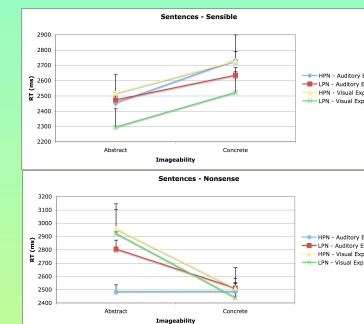 Sentences - Sensible
2900
2800
2700
2600
2500
2400
2300
2200
RT (ms)
Abstract
Concrete
Imageability
HPN - Auditory E
LPN - Auditory E
HPN - Visual Exp
LPN - Visual Exp
Sentences - Nonsense
3200
3100
3000
2900
2800
2700
2600
2500
2400
RT (ms)
Abstract
Concrete
Imageability
HPN - Auditory E
LPN - Auditory E
HPN - Visual Exp
LPN - Visual Exp